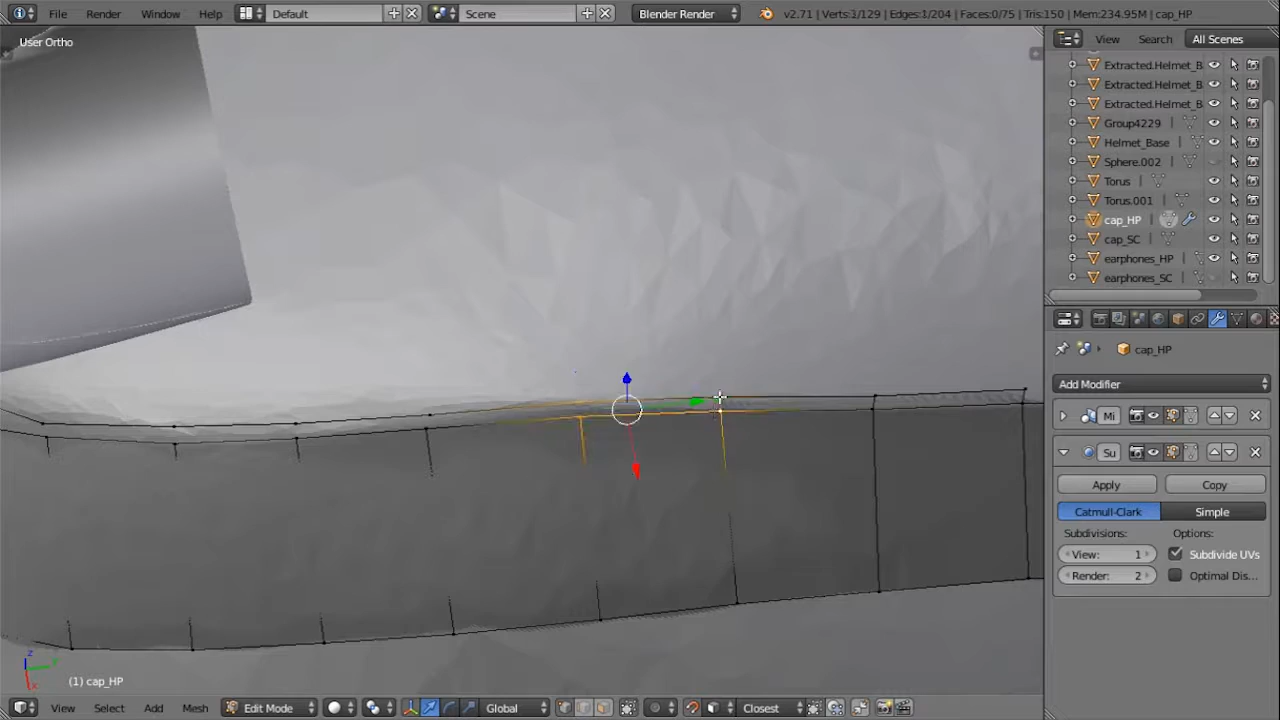 File Render Window Help Default Scene Blender Render v2.71 | Verts:3/129 | Edges:1/204 | Faces:0/75 | Tris:150 | Mem:234.95M | cap_HP
User Ortho
View Search All Scenes
Extracted.Helmet_B
Extracted.Helmet_B
Extracted.Helmet_B
Group4229
Helmet_Base
Sphere.002
Torus
Torus.001
cap_HP
cap_SC
earphones_HP
earphones_SC
cap_HP
Add Modifier
Mi
Su
Apply Copy
Catmull-Clark Simple
Subdivisions: Options:
View: 1 Subdivide UVs
Render: 2 Optimal Dis...
z
y
x
(1) cap_HP
View Select Add Mesh Edit Mode Global Closest